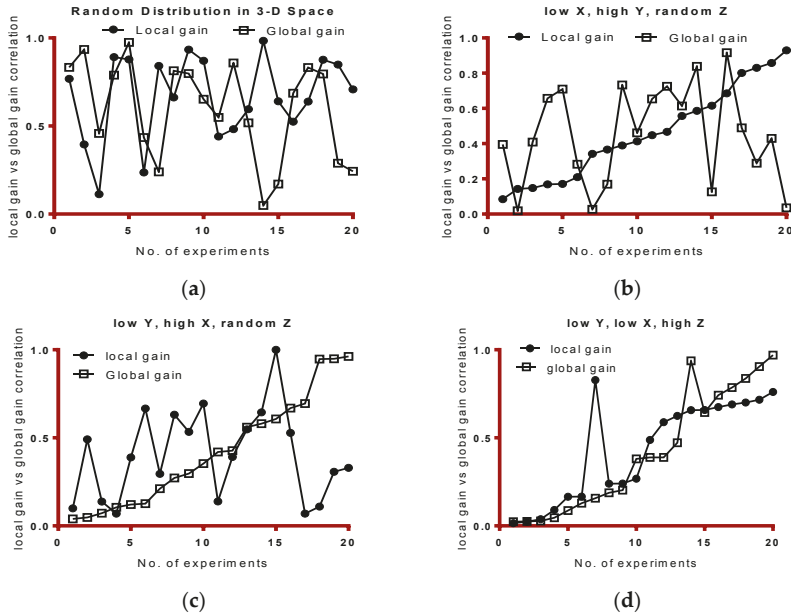 Random Distribution in 3-D Space
Local gain
Global gain
local gain vs global gain correlation
1.0
0.5
0.0
0 5 10 15 20
No. of experiments
(a)
low X, high Y, random Z
Local gain
Global gain
local gain vs global gain correlation
1.0
0.8
0.6
0.4
0.2
0.0
0 5 10 15 20
No. of experiments
(b)
low Y, high X, random Z
local gain
Global gain
local gain vs global gain correlation
1.0
0.5
0.0
0 5 10 15 20
No. of experiments
(c)
low Y, low X, high Z
local gain
global gain
local gain vs global gain correlation
1.0
0.5
0.0
0 5 10 15 20
No. of experiments
(d)